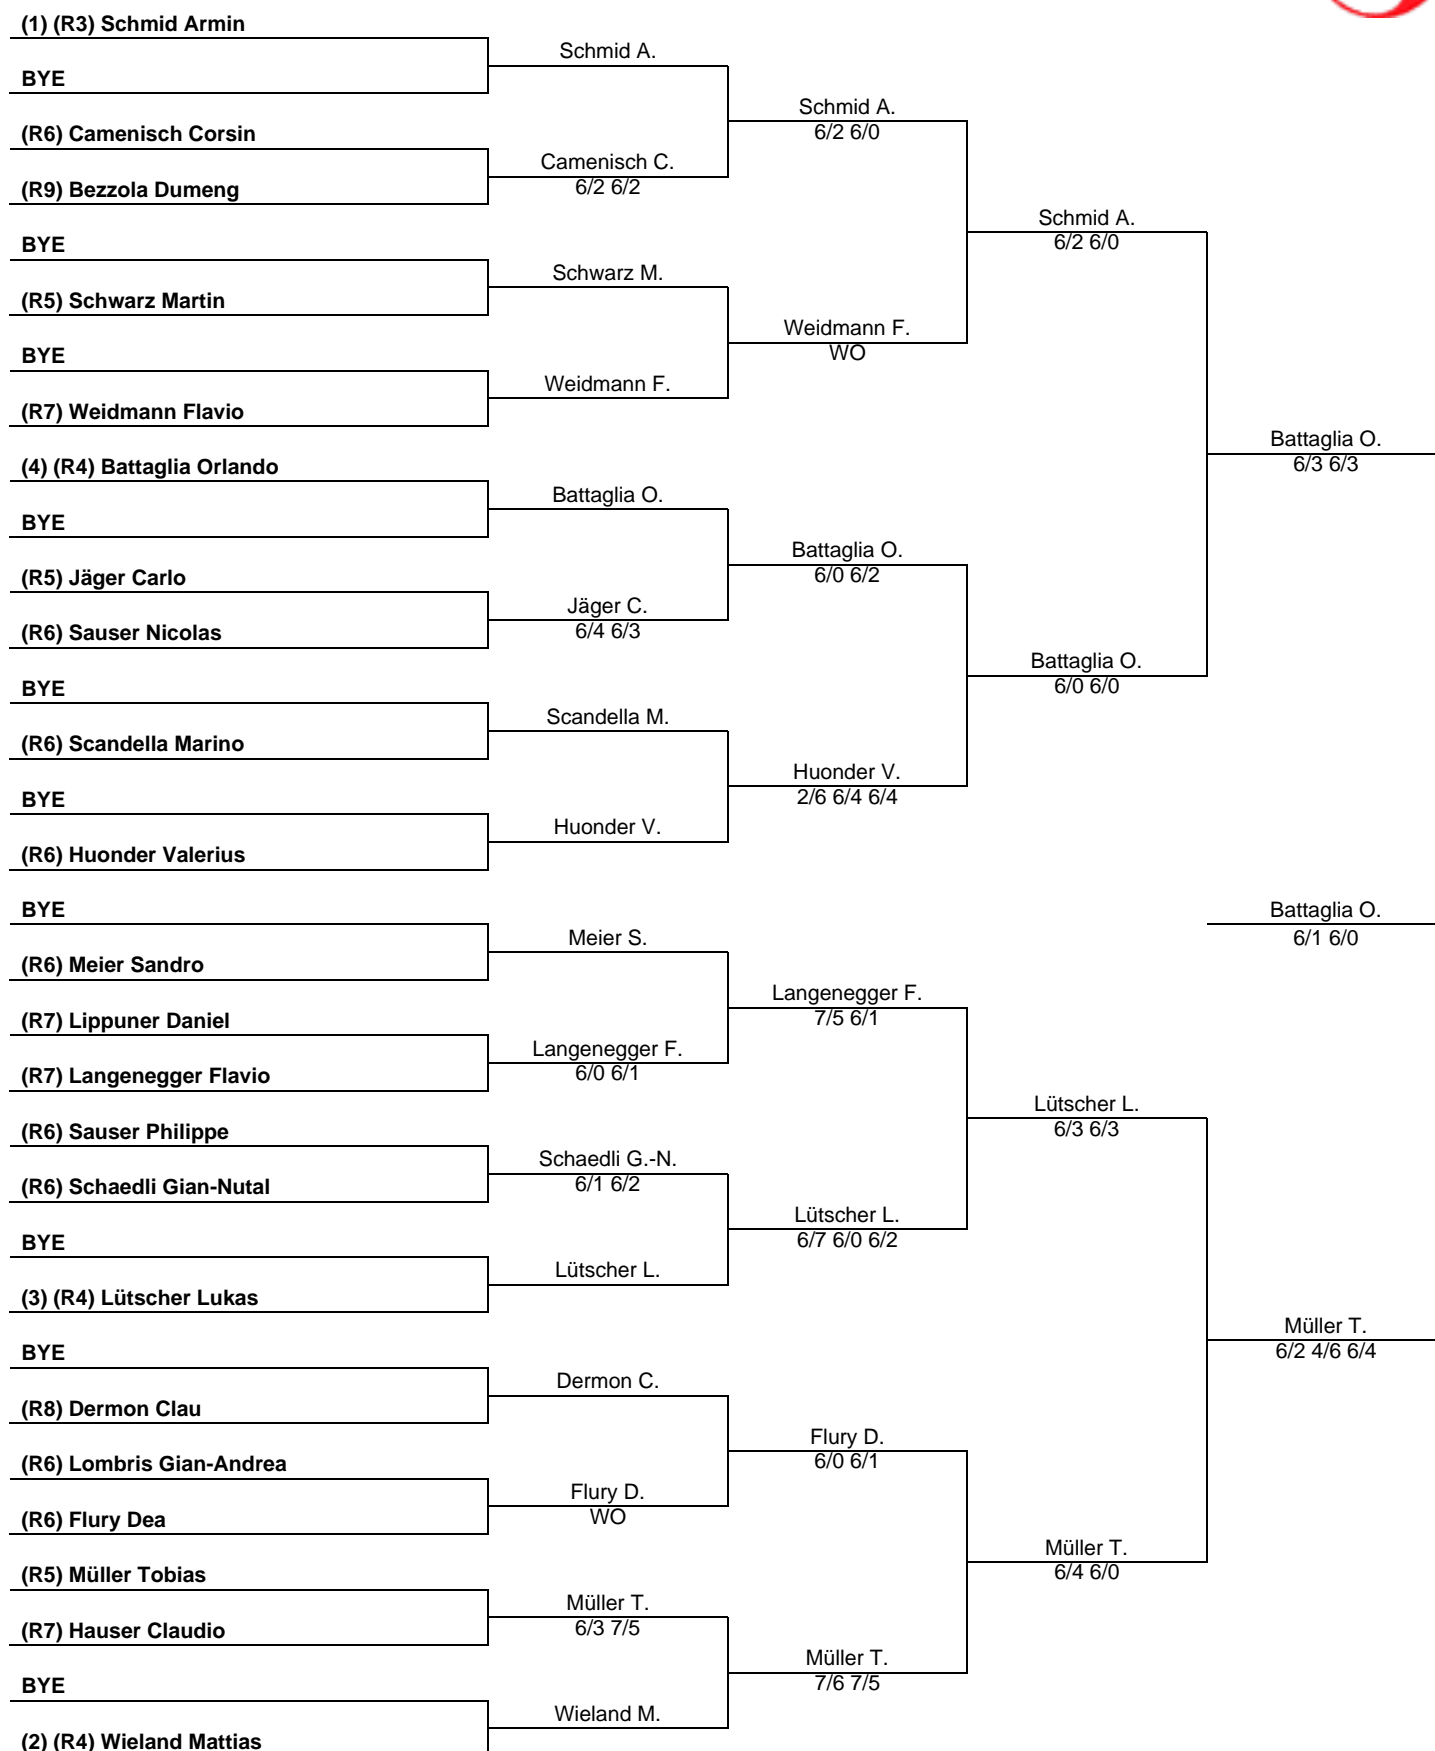 (1) (R3) Schmid Armin
BYE
(R6) Camenisch Corsin
(R9) Bezzola Dumeng
BYE
(R5) Schwarz Martin
BYE
(R7) Weidmann Flavio
(4) (R4) Battaglia Orlando
BYE
(R5) Jäger Carlo
(R6) Sauser Nicolas
BYE
(R6) Scandella Marino
BYE
(R6) Huonder Valerius
BYE
(R6) Meier Sandro
(R7) Lippuner Daniel
(R7) Langenegger Flavio
(R6) Sauser Philippe
(R6) Schaedli Gian-Nutal
BYE
(3) (R4) Lütscher Lukas
BYE
(R8) Dermon Clau
(R6) Lombris Gian-Andrea
(R6) Flury Dea
(R5) Müller Tobias
(R7) Hauser Claudio
BYE
(2) (R4) Wieland Mattias
Schmid A.
Camenisch C.
6/2 6/2
Schwarz M.
Weidmann F.
Battaglia O.
Jäger C.
6/4 6/3
Scandella M.
Huonder V.
Meier S.
Langenegger F.
6/0 6/1
Schaedli G.-N.
6/1 6/2
Lütscher L.
Dermon C.
Flury D.
WO
Müller T.
6/3 7/5
Wieland M.
Schmid A.
6/2 6/0
Weidmann F.
WO
Battaglia O.
6/0 6/2
Huonder V.
2/6 6/4 6/4
Langenegger F.
7/5 6/1
Lütscher L.
6/7 6/0 6/2
Flury D.
6/0 6/1
Müller T.
7/6 7/5
Schmid A.
6/2 6/0
Battaglia O.
6/0 6/0
Lütscher L.
6/3 6/3
Müller T.
6/4 6/0
Battaglia O.
6/3 6/3
Battaglia O.
6/1 6/0
Müller T.
6/2 4/6 6/4